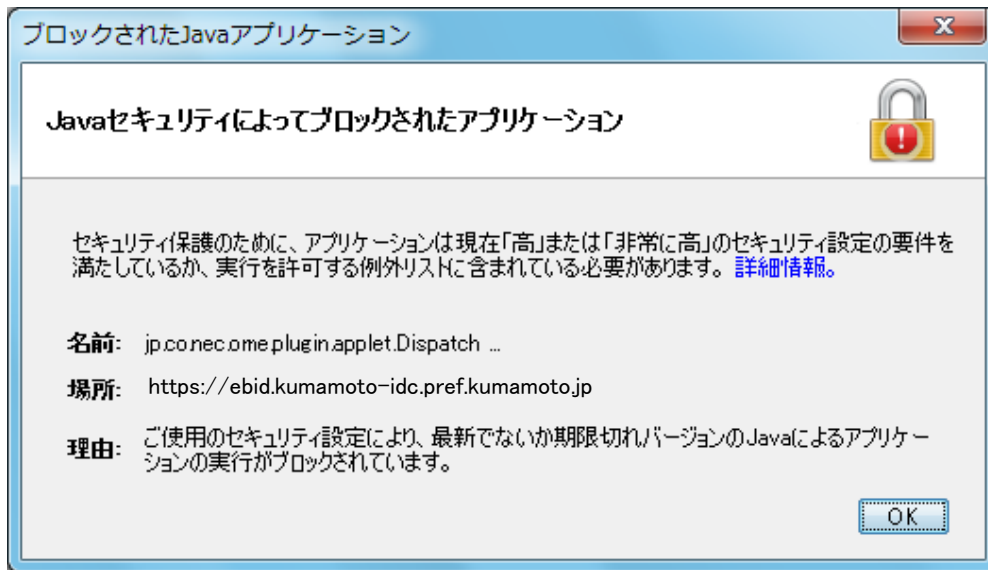 ブロックされたJavaアプリケーション
Javaセキュリティによってブロックされたアプリケーション
セキュリティ保護のために、アプリケーションは現在「高」または「非常に高」のセキュリティ設定の要件を
満たしているか、実行を許可する例外リストに含まれている必要があります。 詳細情報。
名前: jp.co.nec.ome.plugin.applet.Dispatch ...
場所: https://ebid.kumamoto-idc.pref.kumamoto.jp
理由: ご使用のセキュリティ設定により、最新でないか期限切れバージョンのJavaによるアプリケー
ションの実行がブロックされています。
OK